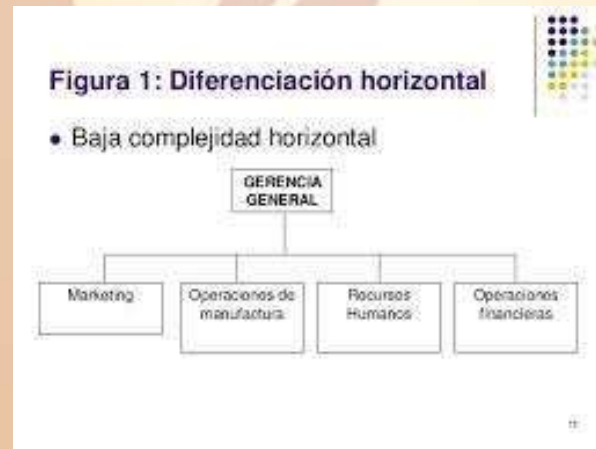 Figura 1: Diferenciación horizontal
• Baja complejidad horizontal
GERENCIA
GENERAL
Marketing
Operaciones de
manufactura
Recursos
Humanos
Operaciones
financieras